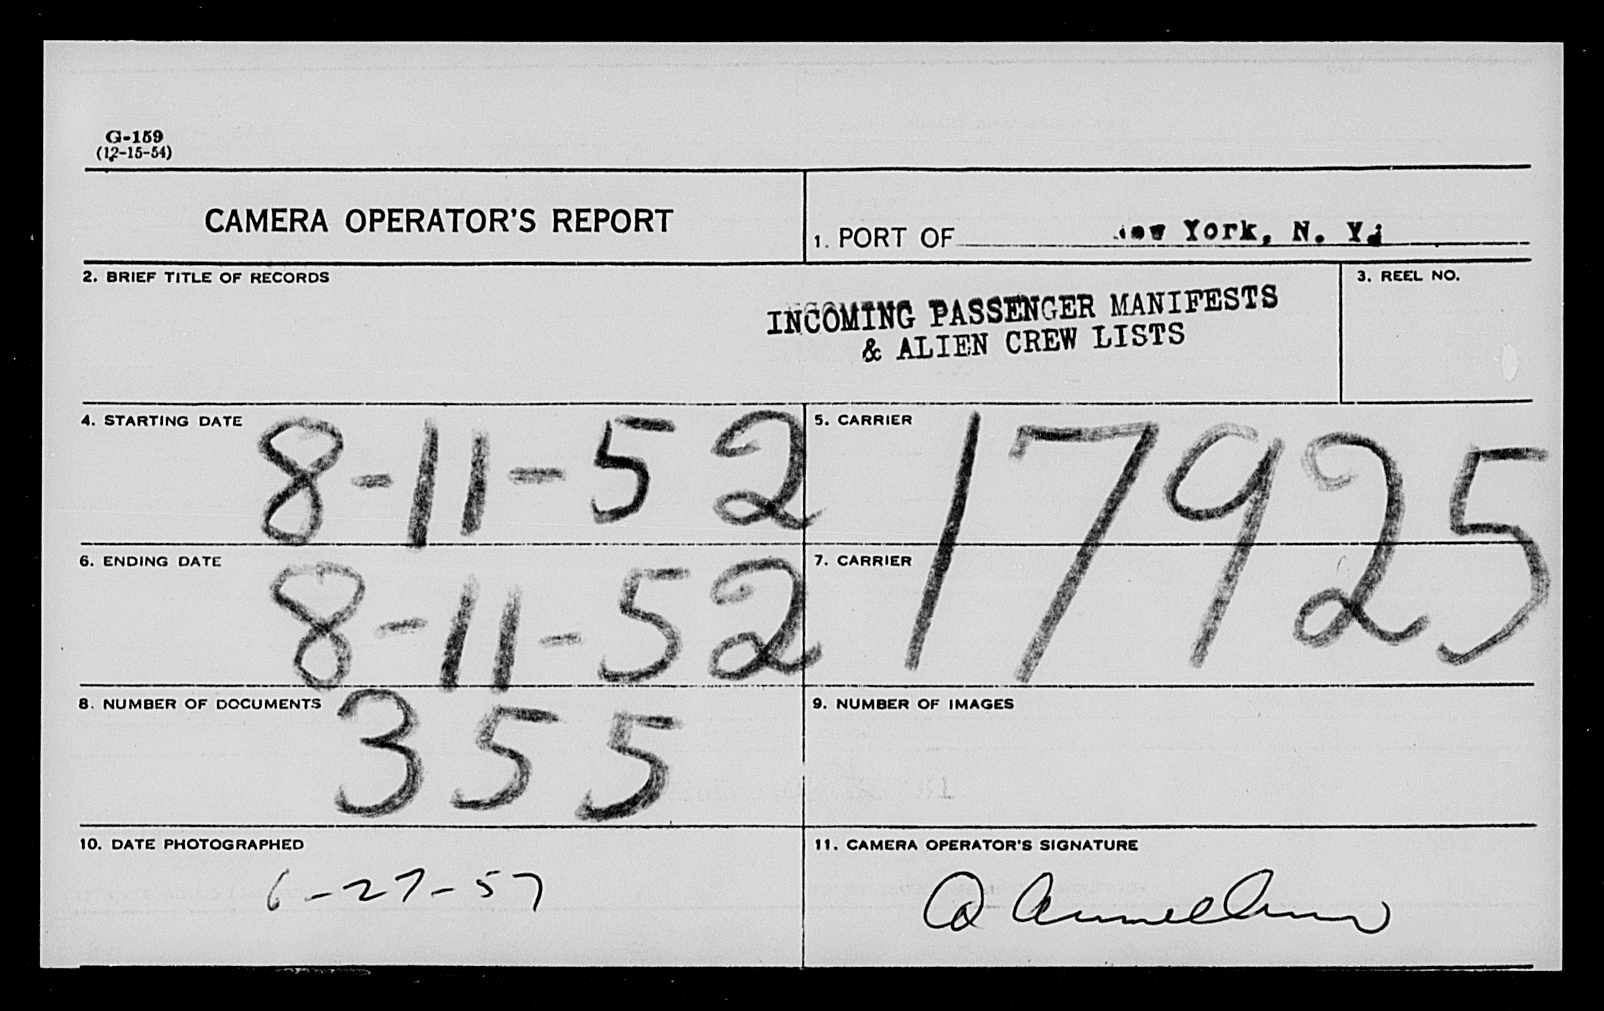 G-159
(12-15-54)
CAMERA OPERATOR'S REPORT
1. PORT OF New York, N. Y.
2. BRIEF TITLE OF RECORDS
INCOMING PASSENGER MANIFESTS
& ALIEN CREW LISTS
3. REEL NO.
4. STARTING DATE 8-11-52
5. CARRIER
17925
6. ENDING DATE 8-11-52
7. CARRIER
8. NUMBER OF DOCUMENTS 355
9. NUMBER OF IMAGES
10. DATE PHOTOGRAPHED
6-27-57
11. CAMERA OPERATOR'S SIGNATURE